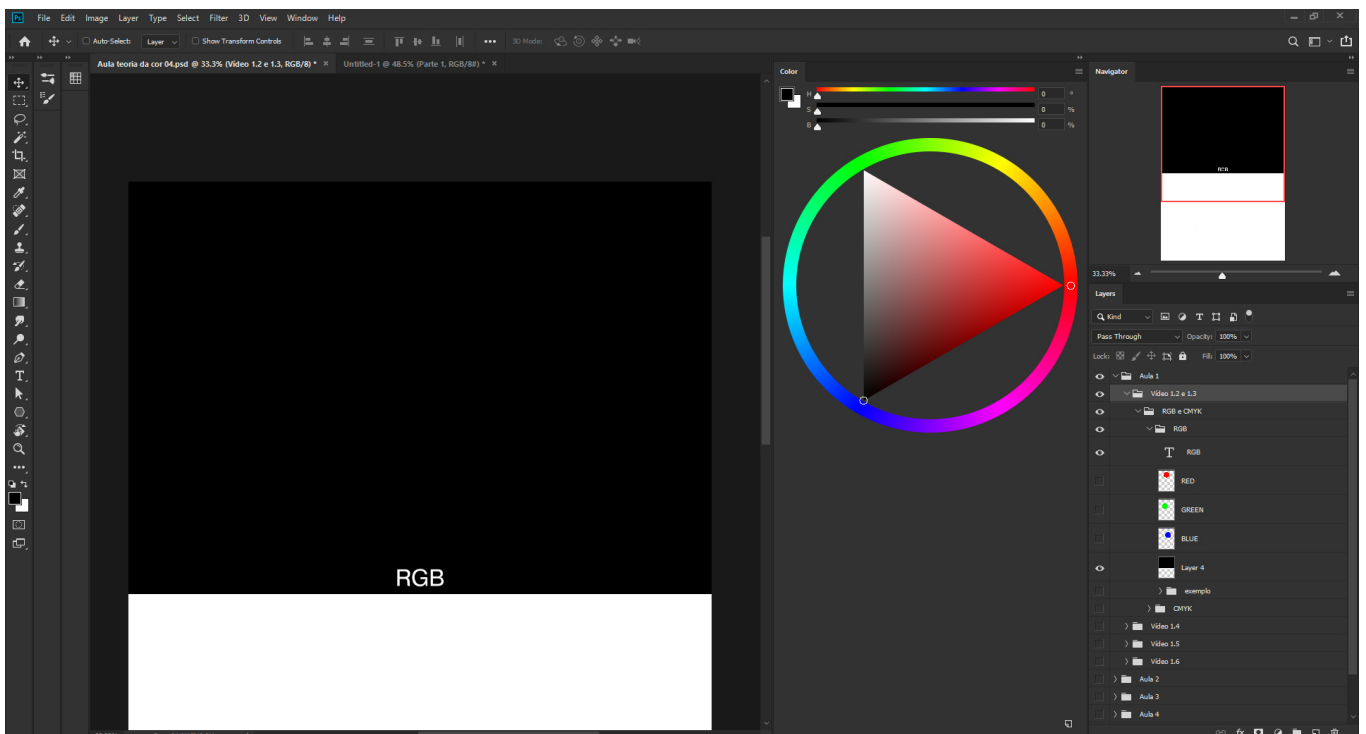 Ps File Edit Image Layer Type Select Filter 3D View Window Help
Auto-Select: Layer Show Transform Controls 3D Mode:
Aula teoria da cor 04.psd @ 33.3% (Vídeo 1.2 e 1.3, RGB/8) * × Untitled-1 @ 48.5% (Parte 1, RGB/8#) * ×
Color
H 0 °
S 0 %
B 0 %
RGB
Navigator
RGB
33.33%
Layers
Kind
Pass Through Opacity: 100%
Lock: Fill: 100%
Aula 1
Vídeo 1.2 e 1.3
RGB e CMYK
RGB
T RGB
RED
GREEN
BLUE
Layer 4
exemplo
CMYK
Vídeo 1.4
Vídeo 1.5
Vídeo 1.6
Aula 2
Aula 3
Aula 4
fx